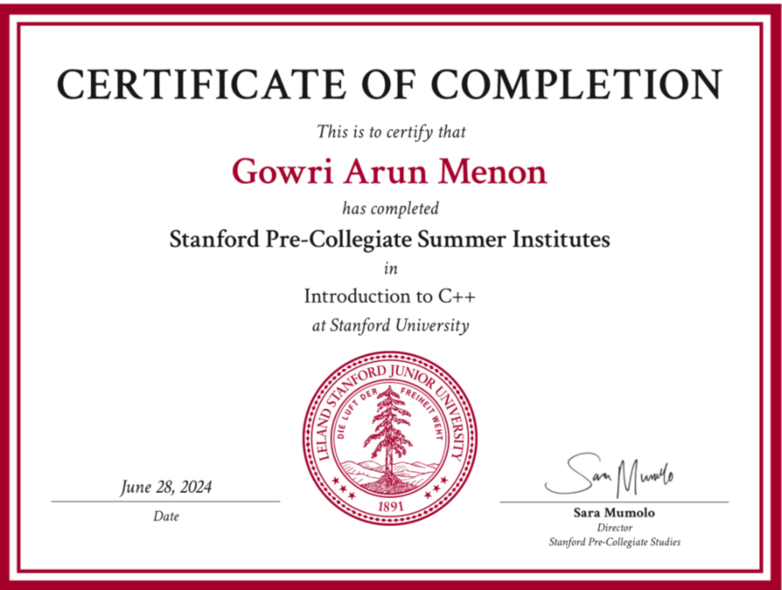 CERTIFICATE OF COMPLETION
This is to certify that
Gowri Arun Menon
has completed
Stanford Pre-Collegiate Summer Institutes
in
Introduction to C++
at Stanford University
LELAND STANFORD JUNIOR UNIVERSITY
DIE LUFT DER FREIHEIT WEHT
1891
June 28, 2024
Date
Sara Mumolo
Sara Mumolo
Director
Stanford Pre-Collegiate Studies